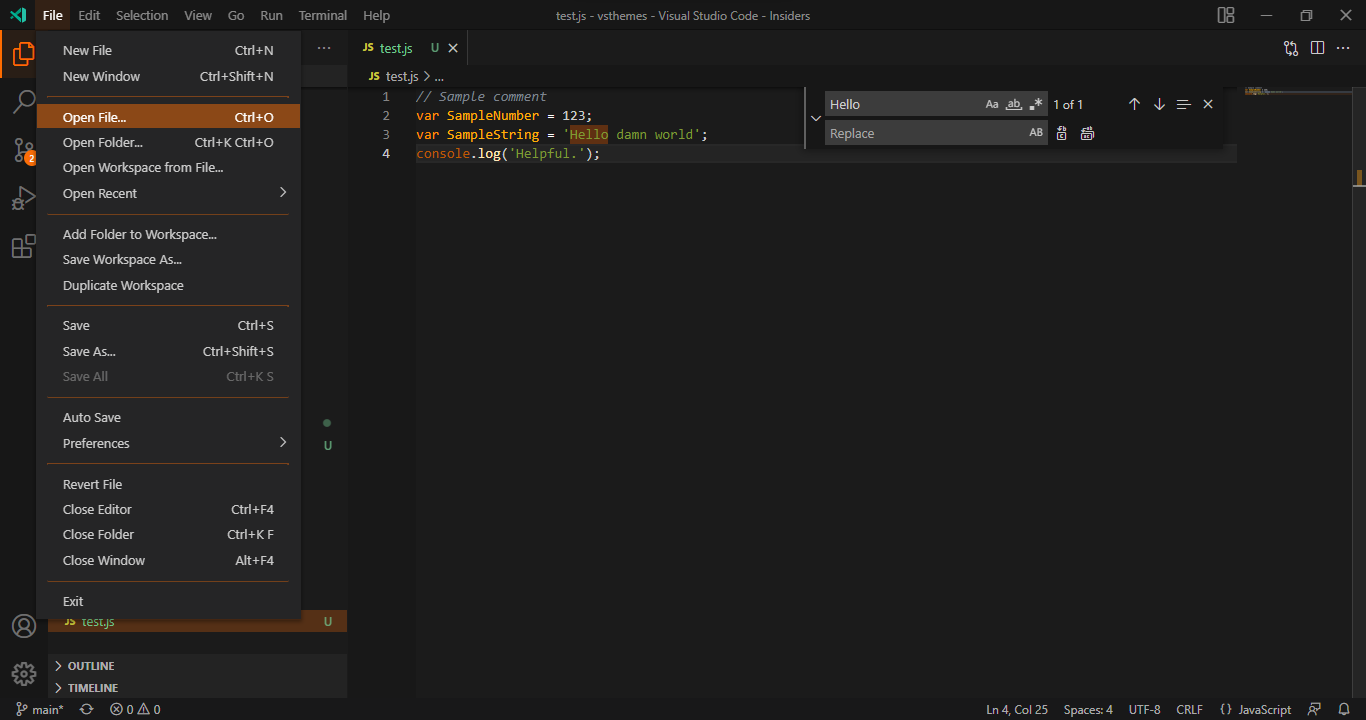 File Edit Selection View Go Run Terminal Help
test.js - vsthemes - Visual Studio Code - Insiders
New File Ctrl+N
New Window Ctrl+Shift+N
Open File... Ctrl+O
Open Folder... Ctrl+K Ctrl+O
Open Workspace from File...
Open Recent
Add Folder to Workspace...
Save Workspace As...
Duplicate Workspace
Save Ctrl+S
Save As... Ctrl+Shift+S
Save All Ctrl+K S
Auto Save
Preferences
Revert File
Close Editor Ctrl+F4
Close Folder Ctrl+K F
Close Window Alt+F4
Exit
2
U
JS test.js U
OUTLINE
TIMELINE
JS test.js U
JS test.js > ...
1 // Sample comment
2 var SampleNumber = 123;
3 var SampleString = 'Hello damn world';
4 console.log('Helpful.');
Hello Aa ab .* 1 of 1
Replace AB
main* 0 0
Ln 4, Col 25 Spaces: 4 UTF-8 CRLF {} JavaScript